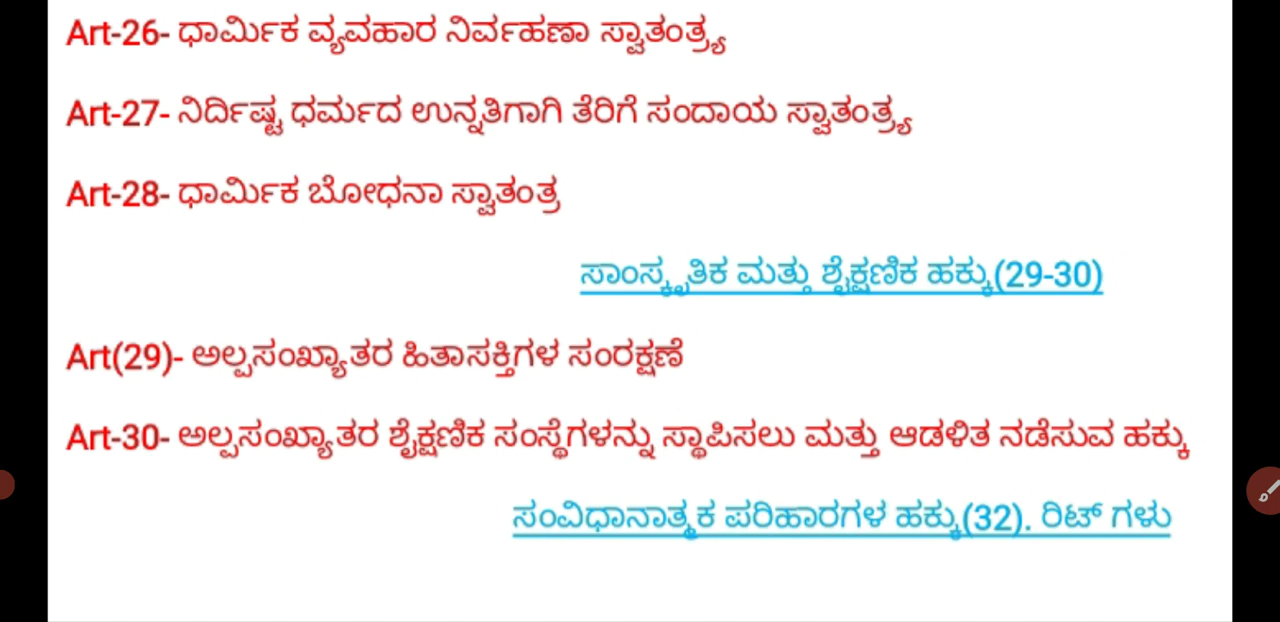 Art-26- ಧಾರ್ಮಿಕ ವ್ಯವಹಾರ ನಿರ್ವಹಣಾ ಸ್ವಾತಂತ್ರ್ಯ
Art-27- ನಿರ್ದಿಷ್ಟ ಧರ್ಮದ ಉನ್ನತಿಗಾಗಿ ತೆರಿಗೆ ಸಂದಾಯ ಸ್ವಾತಂತ್ರ್ಯ
Art-28- ಧಾರ್ಮಿಕ ಬೋಧನಾ ಸ್ವಾತಂತ್ರ
ಸಾಂಸ್ಕೃತಿಕ ಮತ್ತು ಶೈಕ್ಷಣಿಕ ಹಕ್ಕು(29-30)
Art(29)- ಅಲ್ಪಸಂಖ್ಯಾತರ ಹಿತಾಸಕ್ತಿಗಳ ಸಂರಕ್ಷಣೆ
Art-30- ಅಲ್ಪಸಂಖ್ಯಾತರ ಶೈಕ್ಷಣಿಕ ಸಂಸ್ಥೆಗಳನ್ನು ಸ್ಥಾಪಿಸಲು ಮತ್ತು ಆಡಳಿತ ನಡೆಸುವ ಹಕ್ಕು
ಸಂವಿಧಾನಾತ್ಮಕ ಪರಿಹಾರಗಳ ಹಕ್ಕು(32). ರಿಟ್ ಗಳು